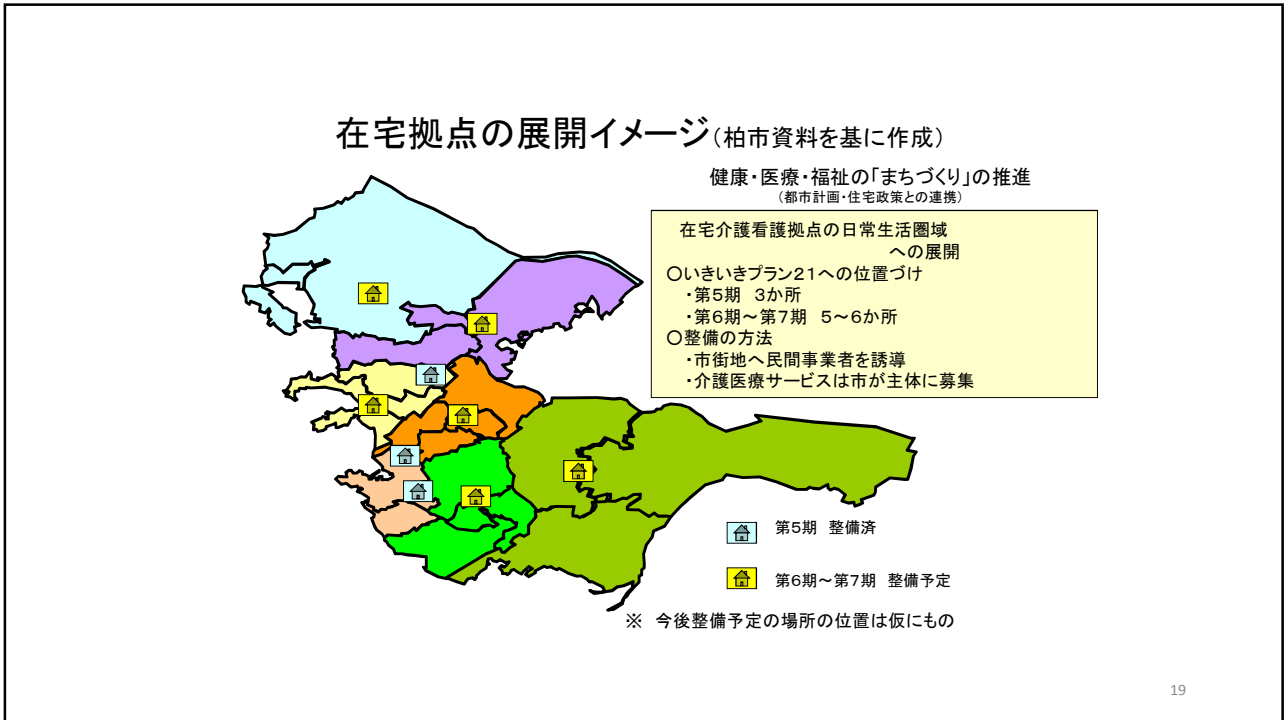 在宅拠点の展開イメージ(柏市資料を基に作成)
健康・医療・福祉の「まちづくり」の推進
(都市計画・住宅政策との連携)
在宅介護看護拠点の日常生活圏域
への展開
○いきいきプラン21への位置づけ
・第5期 3か所
・第6期~第7期 5~6か所
○整備の方法
・市街地へ民間事業者を誘導
・介護医療サービスは市が主体に募集
第5期 整備済
第6期~第7期 整備予定
※ 今後整備予定の場所の位置は仮にもの
19